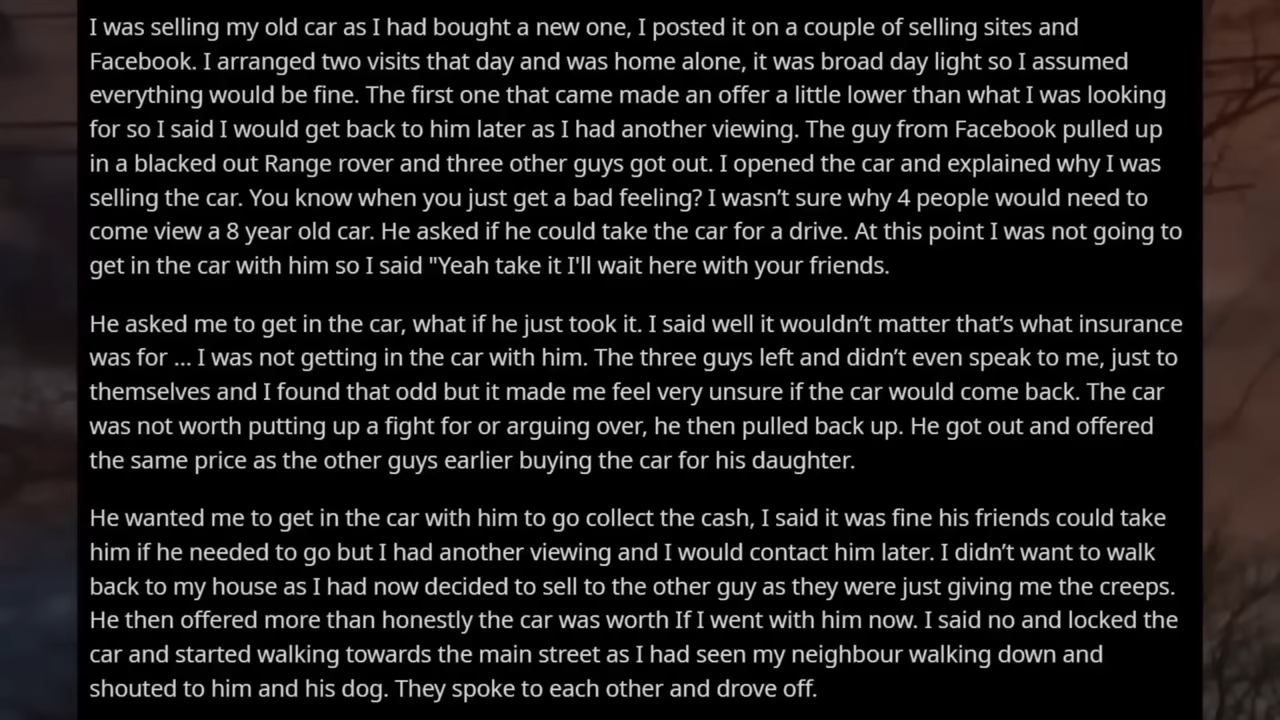 I was selling my old car as I had bought a new one, I posted it on a couple of selling sites and
Facebook. I arranged two visits that day and was home alone, it was broad day light so I assumed
everything would be fine. The first one that came made an offer a little lower than what I was looking
for so I said I would get back to him later as I had another viewing. The guy from Facebook pulled up
in a blacked out Range rover and three other guys got out. I opened the car and explained why I was
selling the car. You know when you just get a bad feeling? I wasn’t sure why 4 people would need to
come view a 8 year old car. He asked if he could take the car for a drive. At this point I was not going to
get in the car with him so I said "Yeah take it I'll wait here with your friends.
He asked me to get in the car, what if he just took it. I said well it wouldn’t matter that’s what insurance
was for ... I was not getting in the car with him. The three guys left and didn’t even speak to me, just to
themselves and I found that odd but it made me feel very unsure if the car would come back. The car
was not worth putting up a fight for or arguing over, he then pulled back up. He got out and offered
the same price as the other guys earlier buying the car for his daughter.
He wanted me to get in the car with him to go collect the cash, I said it was fine his friends could take
him if he needed to go but I had another viewing and I would contact him later. I didn’t want to walk
back to my house as I had now decided to sell to the other guy as they were just giving me the creeps.
He then offered more than honestly the car was worth If I went with him now. I said no and locked the
car and started walking towards the main street as I had seen my neighbour walking down and
shouted to him and his dog. They spoke to each other and drove off.